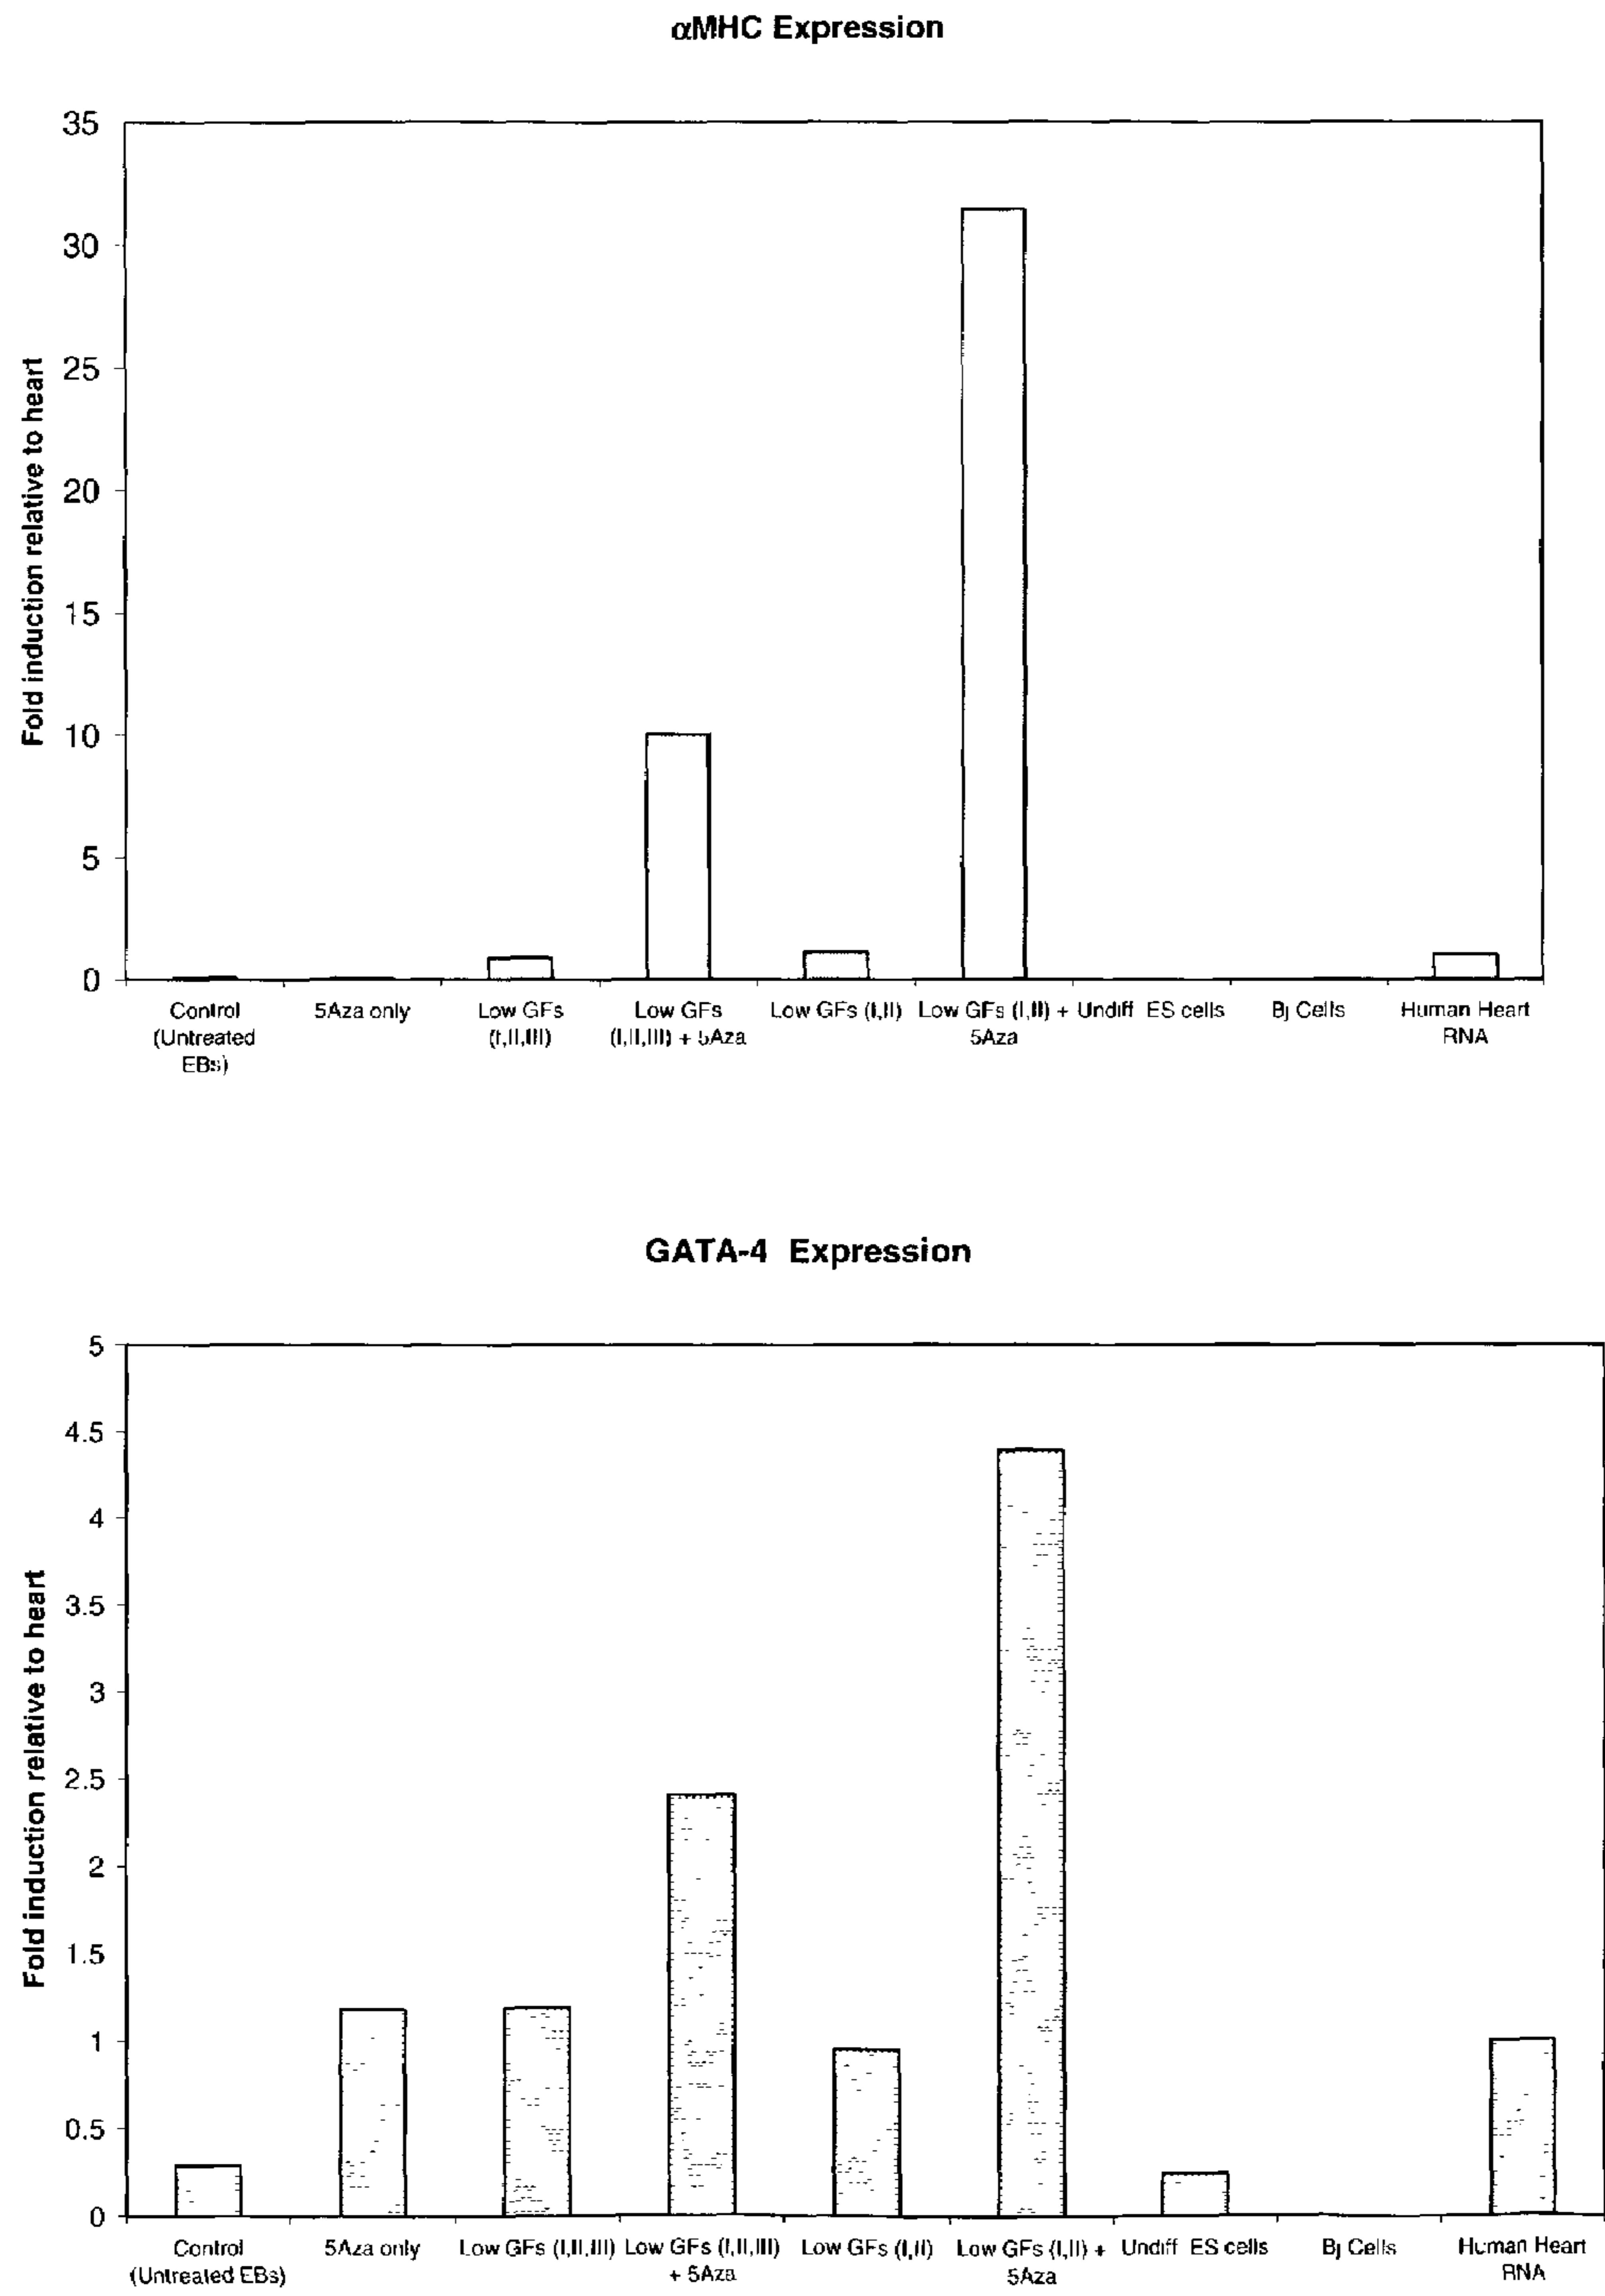 αMHC Expression
35
30
25
20
15
10
5
0
Fold induction relative to heart
Control
(Untreated
EBs)
5Aza only
Low GFs
(I,II,III)
Low GFs
(I,II,III) + 5Aza
Low GFs (I,II)
Low GFs (I,II) +
5Aza
Undiff ES cells
Bj Cells
Human Heart
RNA
GATA-4 Expression
5
4.5
4
3.5
3
2.5
2
1.5
1
0.5
0
Fold induction relative to heart
Control
(Untreated EBs)
5Aza only
Low GFs (I,II,III)
Low GFs (I,II,III)
+ 5Aza
Low GFs (I,II)
Low GFs (I,II) +
5Aza
Undiff ES cells
Bj Cells
Human Heart
RNA